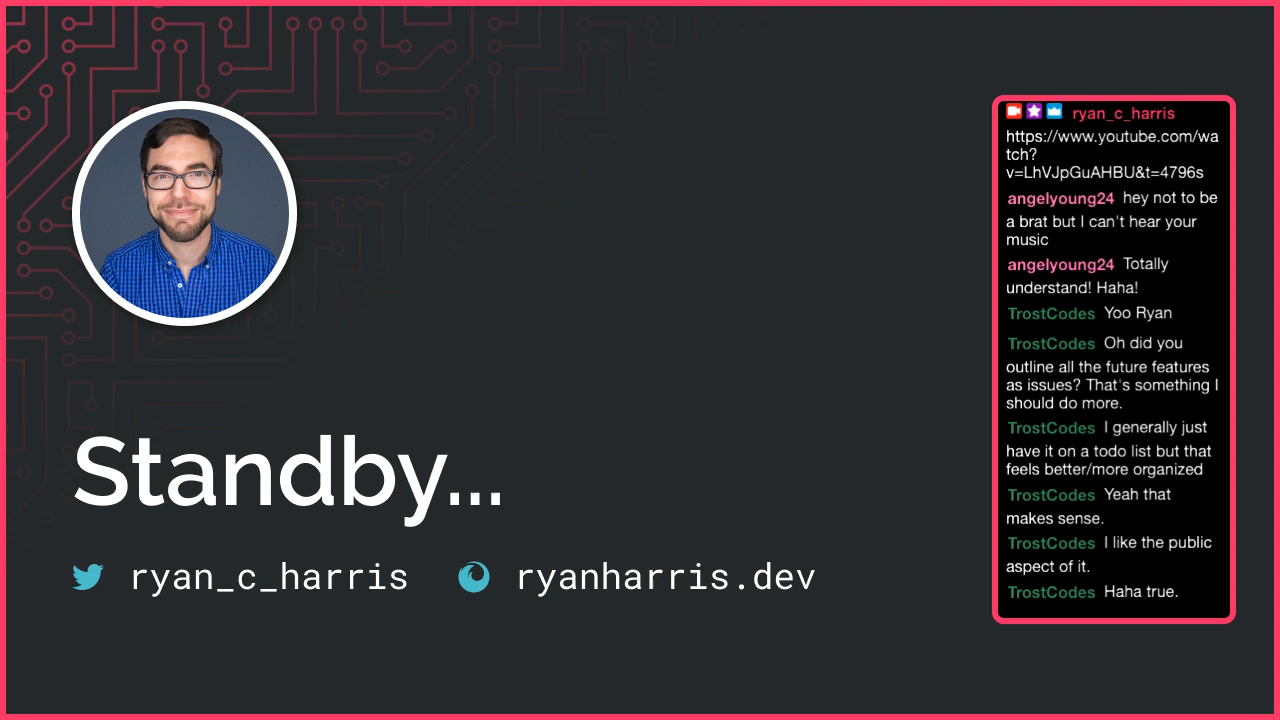 Standby...
ryan_c_harris
ryanharris.dev
ryan_c_harris
https://www.youtube.com/wa
tch?
v=LhVJpGuAHBU&t=4796s
angelyoung24 hey not to be
a brat but I can't hear your
music
angelyoung24 Totally
understand! Haha!
TrostCodes Yoo Ryan
TrostCodes Oh did you
outline all the future features
as issues? That's something I
should do more.
TrostCodes I generally just
have it on a todo list but that
feels better/more organized
TrostCodes Yeah that
makes sense.
TrostCodes I like the public
aspect of it.
TrostCodes Haha true.